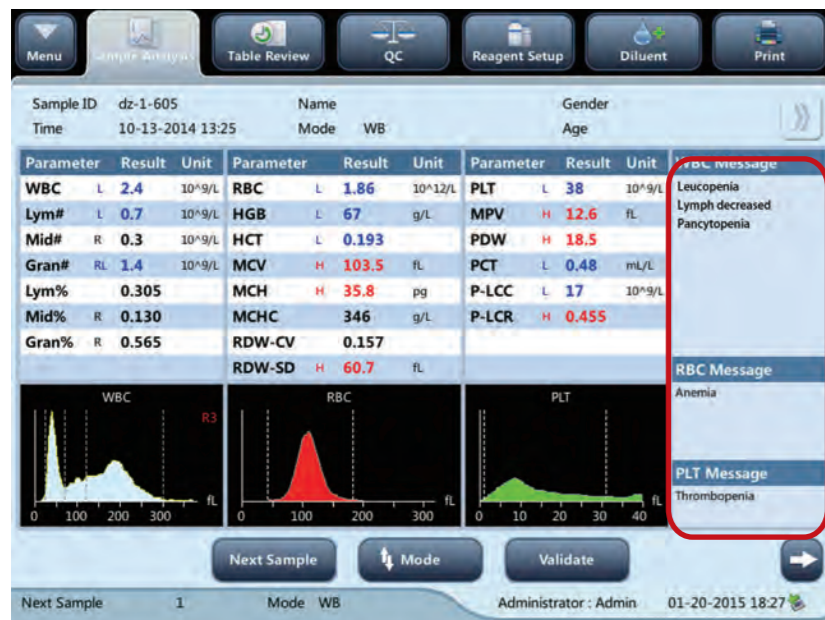 Menu Sample Analysis Table Review QC Reagent Setup Diluent Print
Sample ID dz-1-605 Name Gender
Time 10-13-2014 13:25 Mode WB Age
Parameter Result Unit Parameter Result Unit Parameter Result Unit WBC Message
WBC L 2.4 10^9/L RBC L 1.86 10^12/L PLT L 38 10^9/L Leucopenia
Lym# L 0.7 10^9/L HGB L 67 g/L MPV H 12.6 fL Lymph decreased
Mid# R 0.3 10^9/L HCT L 0.193 PDW H 18.5 Pancytopenia
Gran# RL 1.4 10^9/L MCV H 103.5 fL PCT L 0.48 mL/L
Lym% 0.305 MCH H 35.8 pg P-LCC L 17 10^9/L
Mid% R 0.130 MCHC 346 g/L P-LCR H 0.455
Gran% R 0.565 RDW-CV 0.157
RDW-SD H 60.7 fL RBC Message
WBC RBC PLT Anemia
R3
PLT Message
Thrombopenia
fL fL fL
0 100 200 300 0 100 200 300 0 10 20 30 40
Next Sample Mode Validate
Next Sample 1 Mode WB Administrator : Admin 01-20-2015 18:27